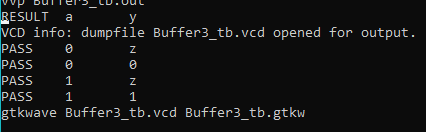 vvp Buffer3_tb.out
RESULT a y
VCD info: dumpfile Buffer3_tb.vcd opened for output.
PASS 0 z
PASS 0 0
PASS 1 z
PASS 1 1
gtkwave Buffer3_tb.vcd Buffer3_tb.gtkw